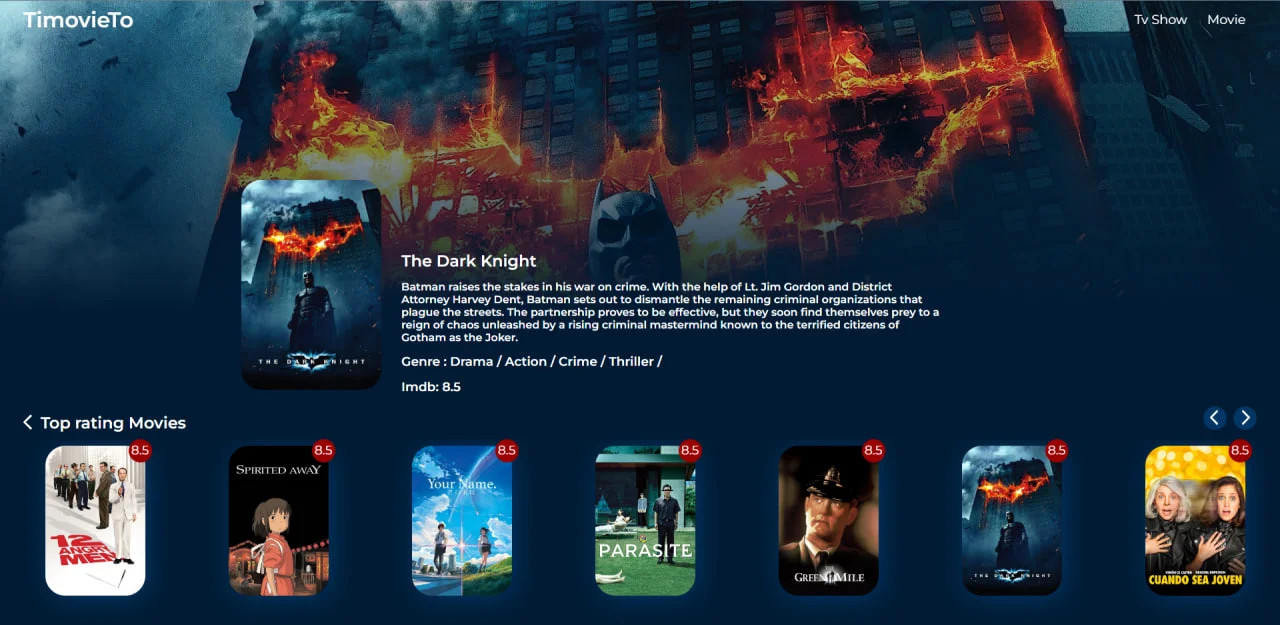 TimovieTo
Tv Show Movie
THE DARK KNIGHT
The Dark Knight
Batman raises the stakes in his war on crime. With the help of Lt. Jim Gordon and District
Attorney Harvey Dent, Batman sets out to dismantle the remaining criminal organizations that
plague the streets. The partnership proves to be effective, but they soon find themselves prey to a
reign of chaos unleashed by a rising criminal mastermind known to the terrified citizens of
Gotham as the Joker.
Genre : Drama / Action / Crime / Thriller /
Imdb: 8.5
Top rating Movies
8.5 8.5 8.5 8.5 8.5 8.5 8.5
12
ANGRY
MEN
SPIRITED AWAY
Your Name.
PARASITE
GREEN MILE
THE DARK KNIGHT
CUANDO SEA JOVEN